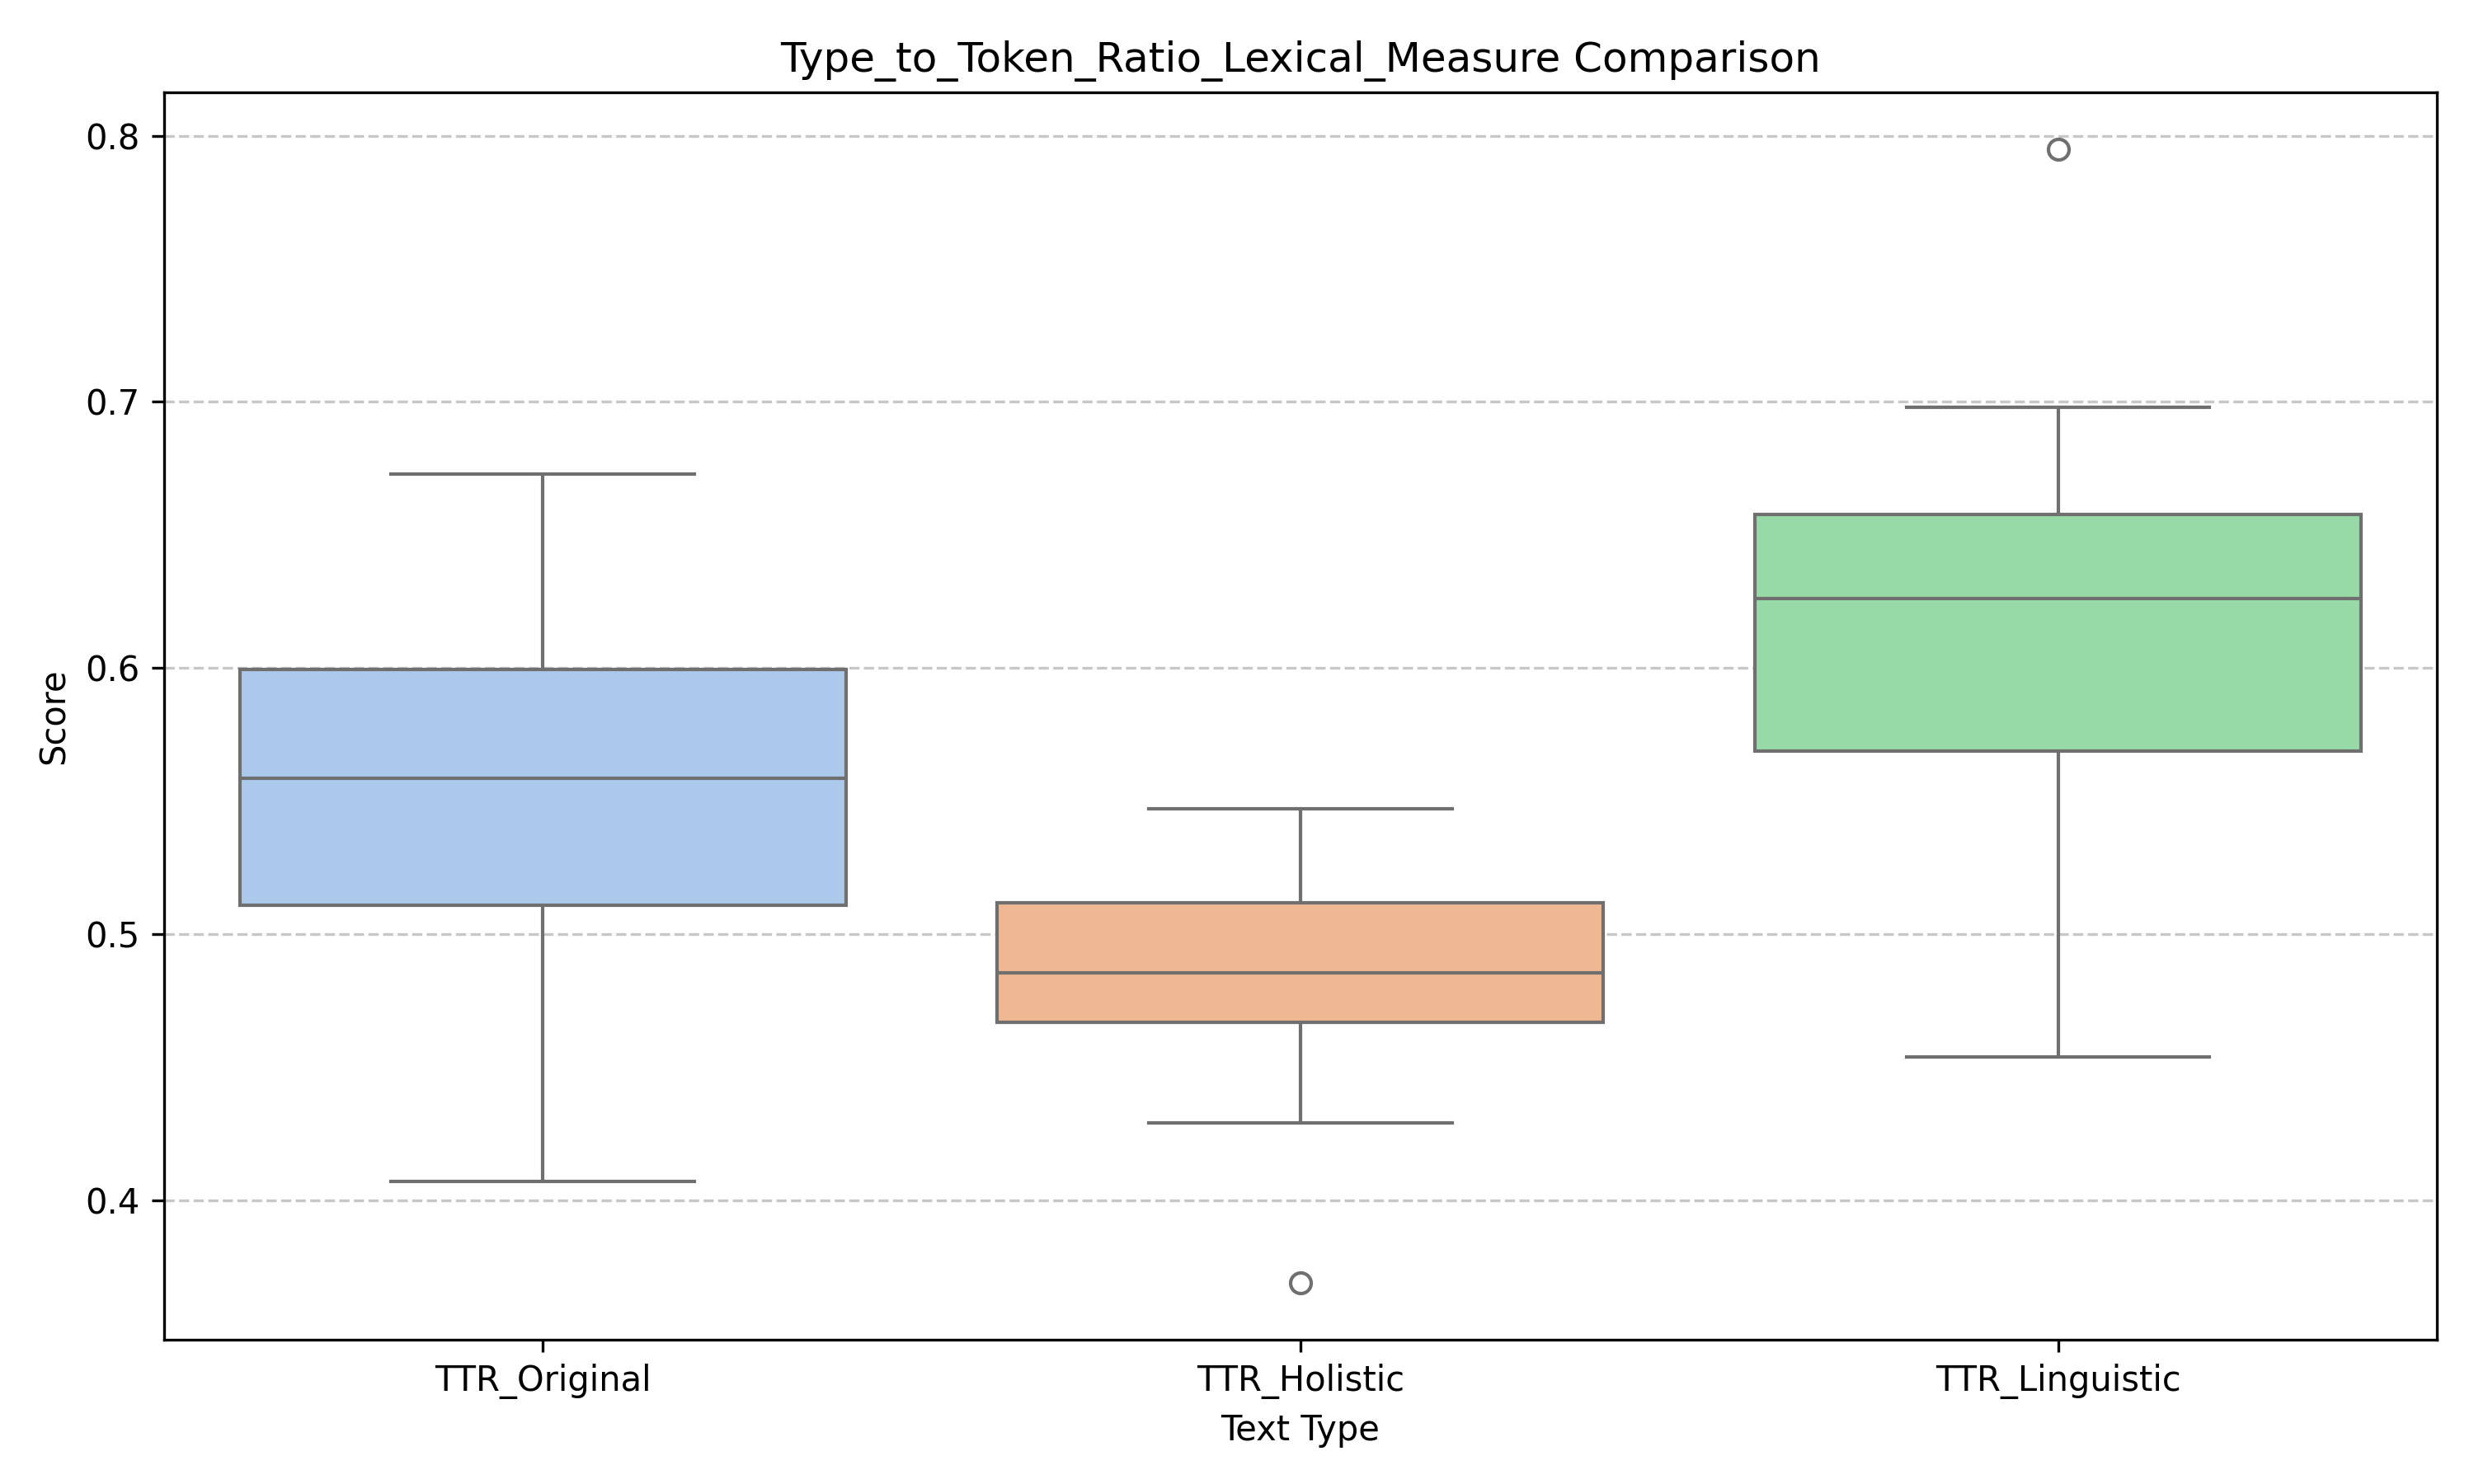 Type_to_Token_Ratio_Lexical_Measure Comparison
0.8
0.7
0.6
0.5
0.4
Score
TTR_Original
TTR_Holistic
TTR_Linguistic
Text Type